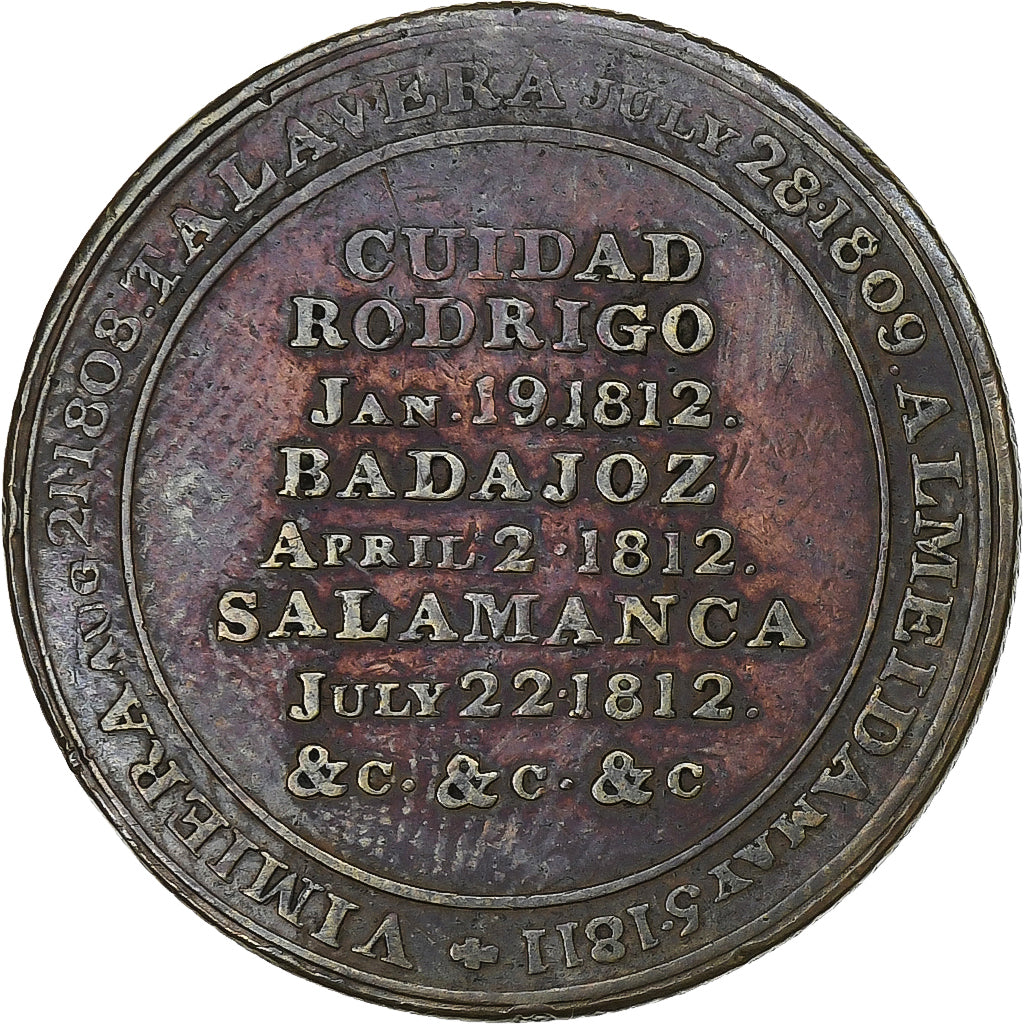 VIMIERA AUG 21 1808. TALAVERA JULY 28·1809. ALMEIDA MAY 5·1811
CUIDAD
RODRIGO
JAN. 19.1812.
BADAJOZ
APRIL 2·1812.
SALAMANCA
JULY 22·1812.
&C. &C. &C